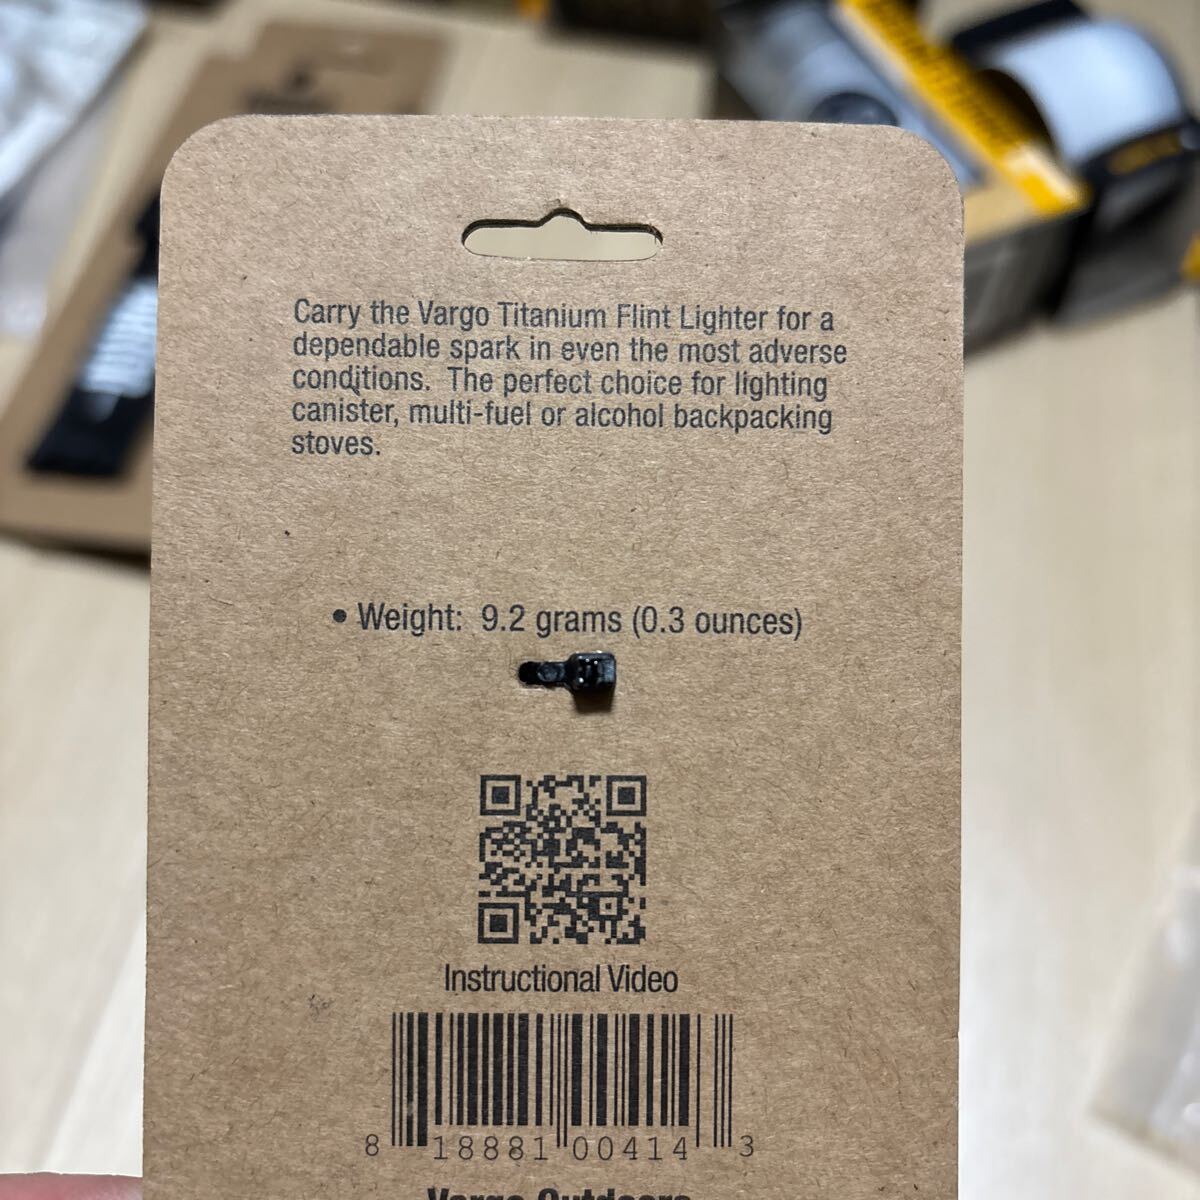 Carry the Vargo Titanium Flint Lighter for a
dependable spark in even the most adverse
conditions. The perfect choice for lighting
canister, multi-fuel or alcohol backpacking
stoves.
• Weight: 9.2 grams (0.3 ounces)
Instructional Video
8 18881 00414 3
Vargo Outdoors